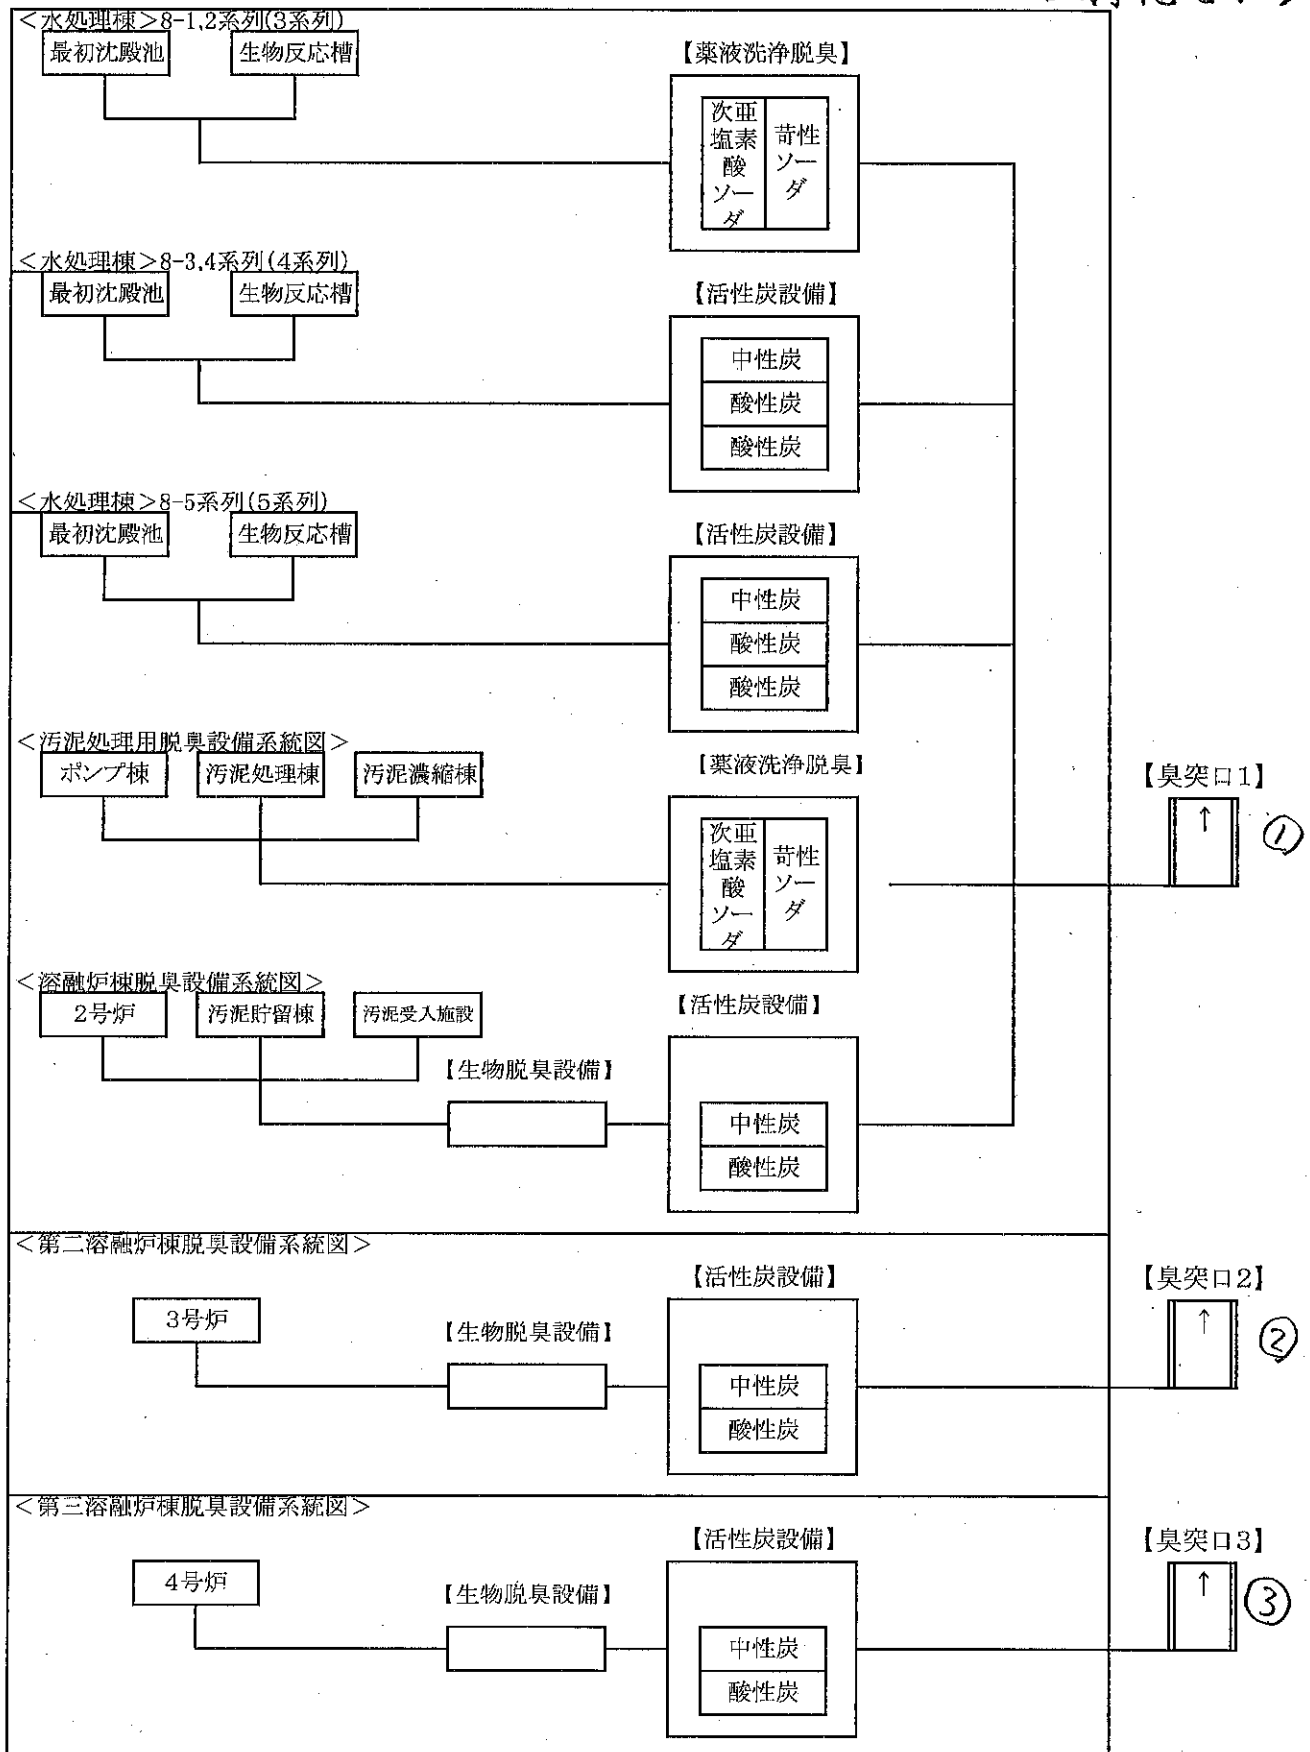 <水処理棟>8-1,2系列(3系列)
最初沈殿池
生物反応槽
【薬液洗浄脱臭】
次亜
塩素
酸
ソー
ダ
苛性
ソー
ダ
<水処理棟>8-3,4系列(4系列)
最初沈殿池
生物反応槽
【活性炭設備】
中性炭
酸性炭
酸性炭
<水処理棟>8-5系列(5系列)
最初沈殿池
生物反応槽
【活性炭設備】
中性炭
酸性炭
酸性炭
<汚泥処理用脱臭設備系統図>
ポンプ棟
汚泥処理棟
汚泥濃縮棟
【薬液洗浄脱臭】
次亜
塩素
酸
ソー
ダ
苛性
ソー
ダ
【臭突口1】
↑
①
<溶融炉棟脱臭設備系統図>
2号炉
汚泥貯留棟
汚泥受入施設
【生物脱臭設備】
【活性炭設備】
中性炭
酸性炭
<第二溶融炉棟脱臭設備系統図>
3号炉
【生物脱臭設備】
【活性炭設備】
中性炭
酸性炭
【臭突口2】
↑
②
<第三溶融炉棟脱臭設備系統図>
4号炉
【生物脱臭設備】
【活性炭設備】
中性炭
酸性炭
【臭突口3】
↑
③